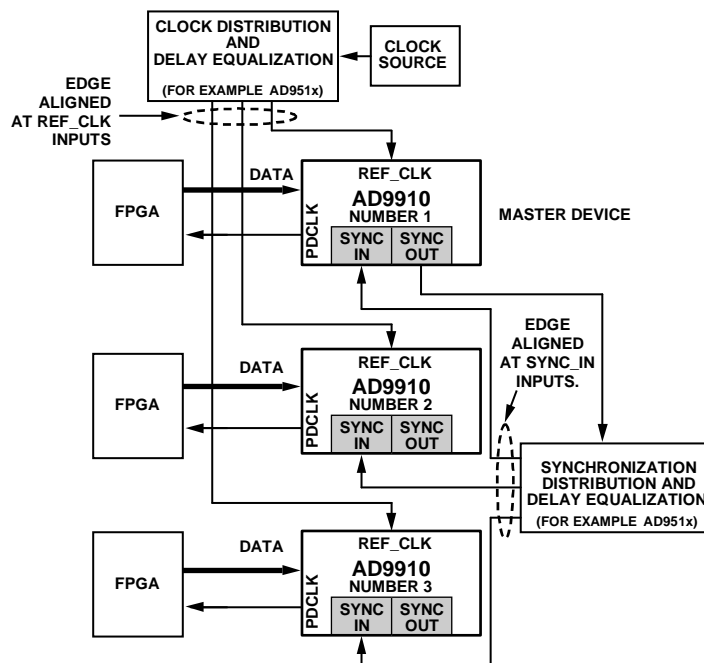 CLOCK DISTRIBUTION
AND
DELAY EQUALIZATION
(FOR EXAMPLE AD951x)
CLOCK
SOURCE
EDGE
ALIGNED
AT REF_CLK
INPUTS
FPGA
DATA
REF_CLK
AD9910
NUMBER 1
PDCLK
SYNC
IN
SYNC
OUT
MASTER DEVICE
EDGE
ALIGNED
AT SYNC_IN
INPUTS.
FPGA
DATA
REF_CLK
AD9910
NUMBER 2
PDCLK
SYNC
IN
SYNC
OUT
SYNCHRONIZATION
DISTRIBUTION AND
DELAY EQUALIZATION
(FOR EXAMPLE AD951x)
FPGA
DATA
REF_CLK
AD9910
NUMBER 3
PDCLK
SYNC
IN
SYNC
OUT